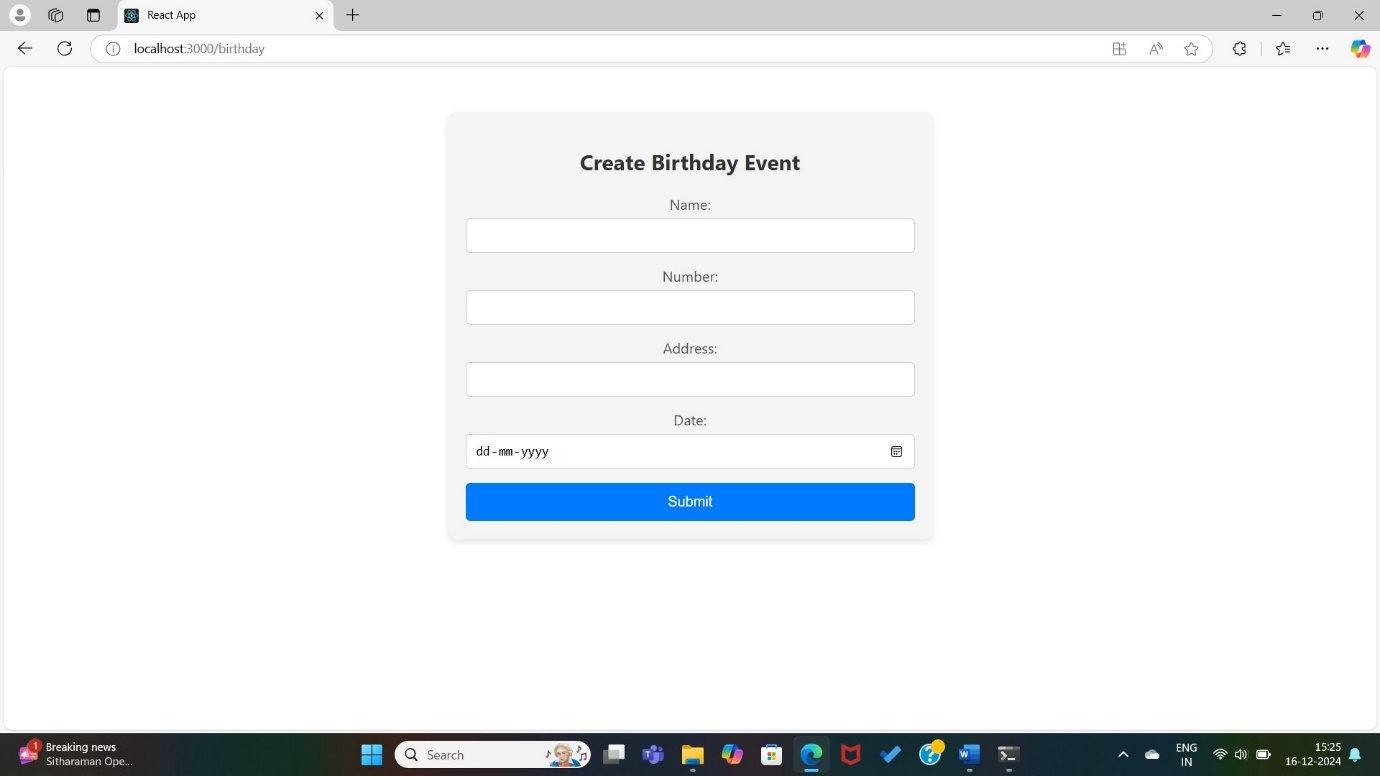 React App
localhost:3000/birthday
Create Birthday Event
Name:
Number:
Address:
Date:
dd-mm-yyyy
Submit
1
Breaking news
Sitharaman Ope...
Search
ENG
IN
15:25
16-12-2024